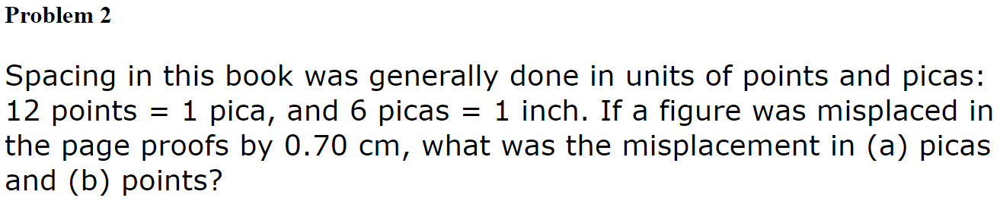 Problem 2
Spacing in this book was generally done in units of points and picas:
12 points = 1 pica, and 6 picas = 1 inch. If a figure was misplaced in
the page proofs by 0.70 cm, what was the misplacement in (a) picas
and (b) points?